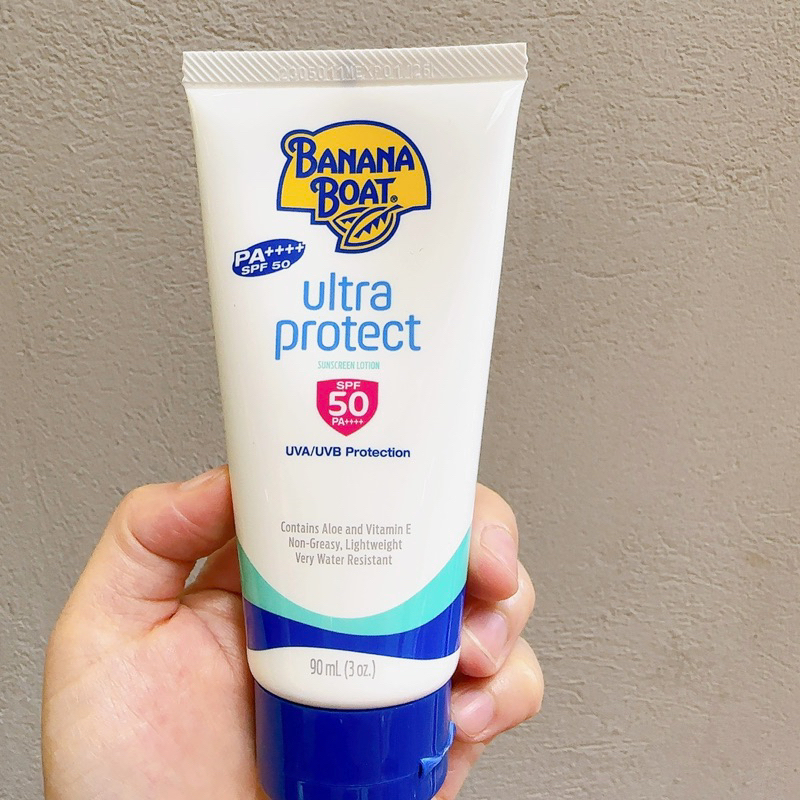 BANANA
BOAT®
PA++++
SPF 50
ultra
protect
SUNSCREEN LOTION
SPF
50
PA++++
UVA/UVB Protection
Contains Aloe and Vitamin E
Non-Greasy, Lightweight
Very Water Resistant
90 mL (3 oz.)